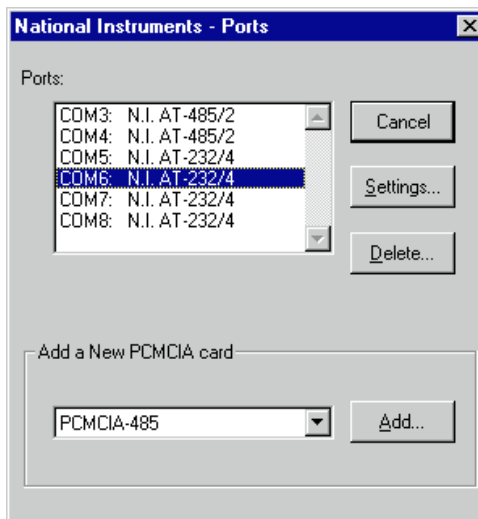 National Instruments - Ports
Ports:
COM3: N.I. AT-485/2
COM4: N.I. AT-485/2
COM5: N.I. AT-232/4
COM6: N.I. AT-232/4
COM7: N.I. AT-232/4
COM8: N.I. AT-232/4
Cancel
Settings...
Delete...
Add a New PCMCIA card
PCMCIA-485
Add...